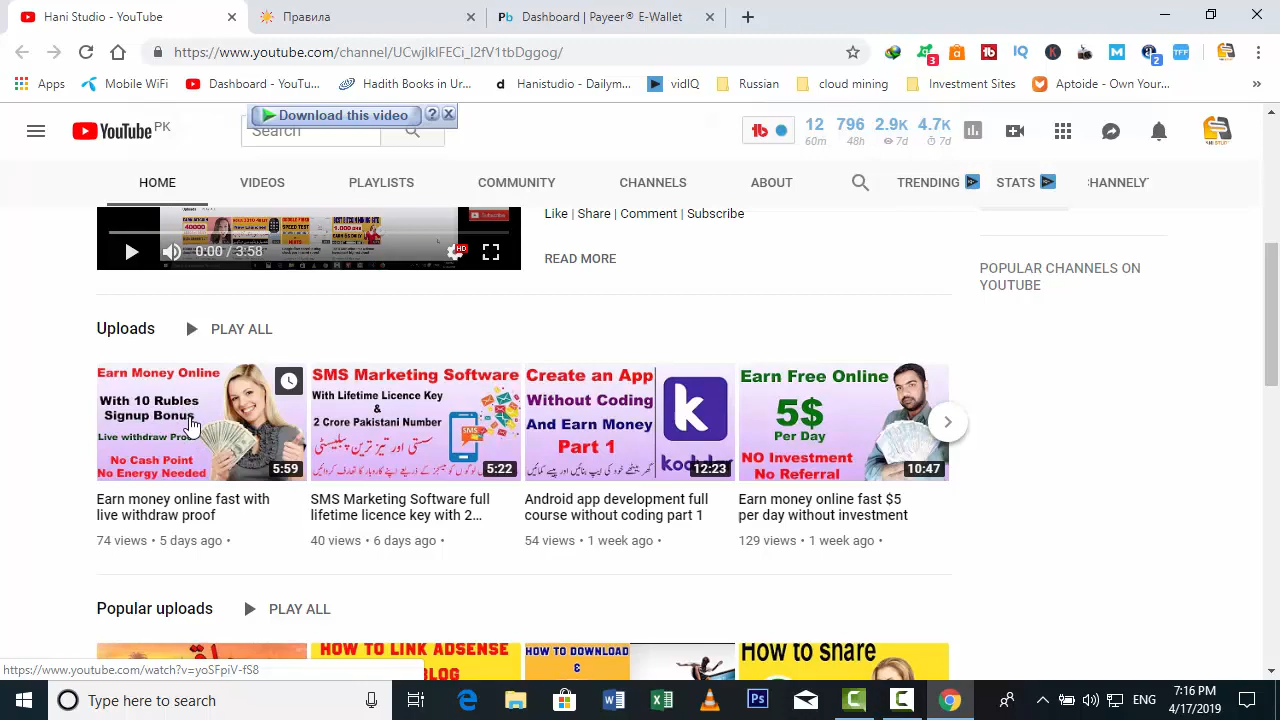 Hani Studio - YouTube
Правила
Pb Dashboard | Payeer® E-Wallet
https://www.youtube.com/channel/UCwjlklFECi_l2fV1tbDggog/
3
2
Apps
Mobile WiFi
Dashboard - YouTu...
Hadith Books in Ur...
d Hanistudio - Dailym...
vidIQ
Russian
cloud mining
Investment Sites
Aptoide - Own Your...
Download this video
YouTube PK
Search
tb
12 796 2.9K 4.7K
60m 48h 7d 7d
HOME VIDEOS PLAYLISTS COMMUNITY CHANNELS ABOUT TRENDING STATS
0:00 / 3:58
HD
Like | Share | Comment | Subscribe
READ MORE
POPULAR CHANNELS ON
YOUTUBE
Uploads PLAY ALL
Earn Money Online
With 10 Rubles
Signup Bonus
Live withdraw Proof
No Cash Point
No Energy Needed
5:59
SMS Marketing Software
With Lifetime Licence Key
&
2 Crore Pakistani Number
SMS
5:22
Create an App
Without Coding
And Earn Money
Part 1
k
12:23
Earn Free Online
5$
Per Day
NO Investment
No Referral
10:47
Earn money online fast with
live withdraw proof
74 views • 5 days ago •
SMS Marketing Software full
lifetime licence key with 2...
40 views • 6 days ago •
Android app development full
course without coding part 1
54 views • 1 week ago •
Earn money online fast $5
per day without investment
129 views • 1 week ago •
Popular uploads PLAY ALL
HOW TO LINK ADSENSE
HOW TO DOWNLOAD
&
How to share
https://www.youtube.com/watch?v=yoSFpiV-fS8
Type here to search
ENG
7:16 PM
4/17/2019